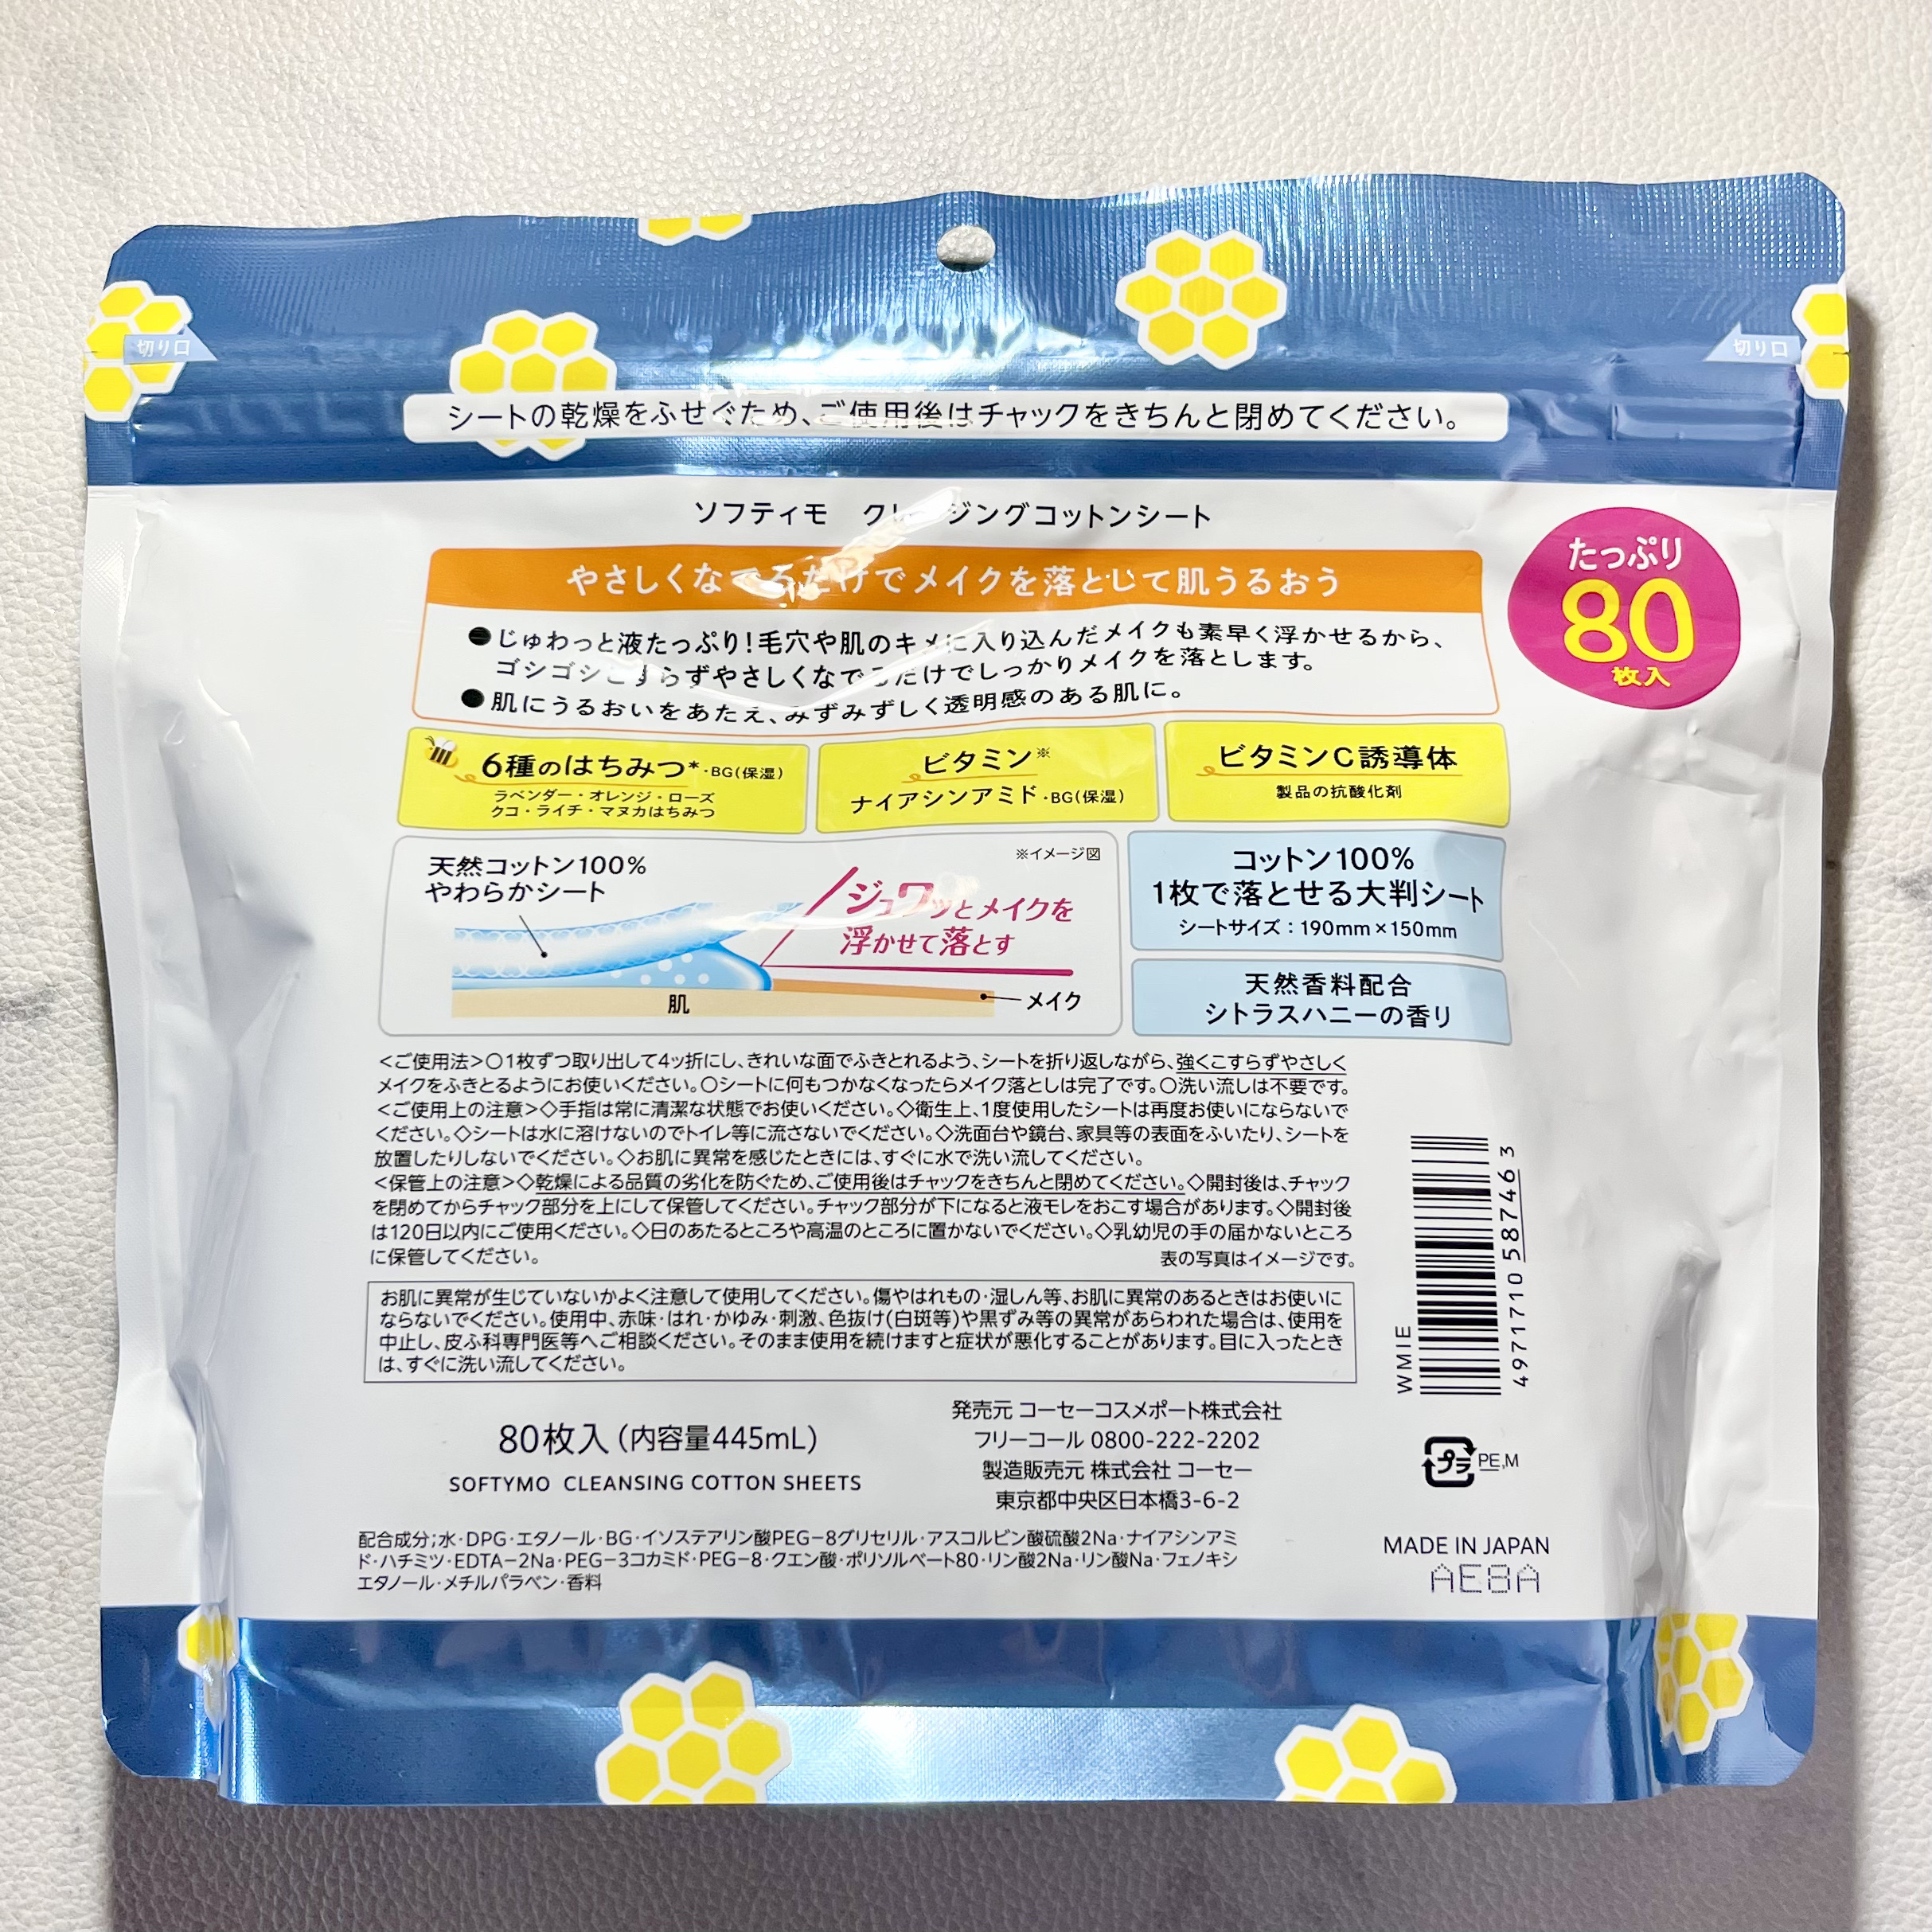 切り口
切り口
シートの乾燥をふせぐため、ご使用後はチャックをきちんと閉めてください。
ソフティモ クレンジングコットンシート
たっぷり
80
枚入
やさしくなでるだけでメイクを落として肌うるおう
●じゅわっと液たっぷり!毛穴や肌のキメに入り込んだメイクも素早く浮かせるから、
ゴシゴシこすらずやさしくなでるだけでしっかりメイクを落とします。
●肌にうるおいをあたえ、みずみずしく透明感のある肌に。
6種のはちみつ*・BG(保湿)
ラベンダー・オレンジ・ローズ
クコ・ライチ・マヌカはちみつ
ビタミン※
ナイアシンアミド・BG(保湿)
ビタミンC誘導体
製品の抗酸化剤
天然コットン100%
やわらかシート
※イメージ図
ジュワッとメイクを
浮かせて落とす
肌
メイク
コットン100%
1枚で落とせる大判シート
シートサイズ:190mm×150mm
天然香料配合
シトラスハニーの香り
<ご使用法>○1枚ずつ取り出して4ッ折にし、きれいな面でふきとれるよう、シートを折り返しながら、強くこすらずやさしく
メイクをふきとるようにお使いください。○シートに何もつかなくなったらメイク落としは完了です。○洗い流しは不要です。
<ご使用上の注意>◇手指は常に清潔な状態でお使いください。◇衛生上、1度使用したシートは再度お使いにならないで
ください。◇シートは水に溶けないのでトイレ等に流さないでください。◇洗面台や鏡台、家具等の表面をふいたり、シートを
放置したりしないでください。◇お肌に異常を感じたときには、すぐに水で洗い流してください。
<保管上の注意>◇乾燥による品質の劣化を防ぐため、ご使用後はチャックをきちんと閉めてください。◇開封後は、チャック
を閉めてからチャック部分を上にして保管してください。チャック部分が下になると液モレをおこす場合があります。◇開封後
は120日以内にご使用ください。◇日のあたるところや高温のところに置かないでください。◇乳幼児の手の届かないところ
に保管してください。
表の写真はイメージです。
お肌に異常が生じていないかよく注意して使用してください。傷やはれもの・湿しん等、お肌に異常のあるときはお使いに
ならないでください。使用中、赤味・はれ・かゆみ・刺激、色抜け(白斑等)や黒ずみ等の異常があらわれた場合は、使用を
中止し、皮ふ科専門医等へご相談ください。そのまま使用を続けますと症状が悪化することがあります。目に入ったとき
は、すぐに洗い流してください。
WMIE
4971710 587463
80枚入(内容量445mL)
SOFTYMO CLEANSING COTTON SHEETS
発売元 コーセーコスメポート株式会社
フリーコール 0800-222-2202
製造販売元 株式会社 コーセー
東京都中央区日本橋3-6-2
プラ
PE,M
配合成分;水・DPG・エタノール・BG・イソステアリン酸PEG-8グリセリル・アスコルビン酸硫酸2Na・ナイアシンアミ
ド・ハチミツ・EDTA-2Na・PEG-3コカミド・PEG-8・クエン酸・ポリソルベート80・リン酸2Na・リン酸Na・フェノキシ
エタノール・メチルパラベン・香料
MADE IN JAPAN
AE8A